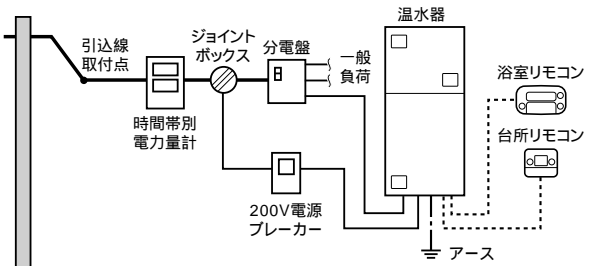 温水器
ジョイント
ボックス
分電盤
引込線
取付点
一般
負荷
浴室リモコン
時間帯別
電力量計
台所リモコン
200V電源
ブレーカー
アース